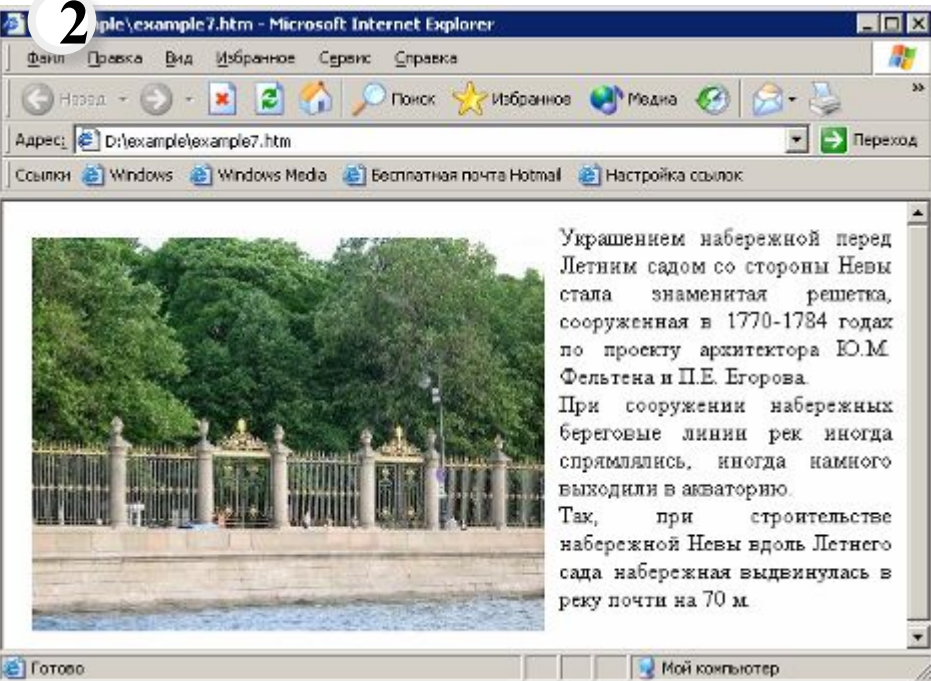 2
ple\example7.htm - Microsoft Internet Explorer
Файл Правка Вид Избранное Сервис Справка
Назад Поиск Избранное Медиа »
Адрес: D:\example\example7.htm Переход
Ссылки Windows Windows Media Бесплатная почта Hotmail Настройка ссылок
Украшением набережной перед
Летним садом со стороны Невы
стала знаменитая решетка,
сооруженная в 1770-1784 годах
по проекту архитектора Ю.М.
Фельтена и П.Е. Егорова.
При сооружении набережных
береговые линии рек иногда
спрямлялись, иногда намного
выходили в акваторию.
Так, при строительстве
набережной Невы вдоль Летнего
сада набережная выдвинулась в
реку почти на 70 м.
Готово Мой компьютер